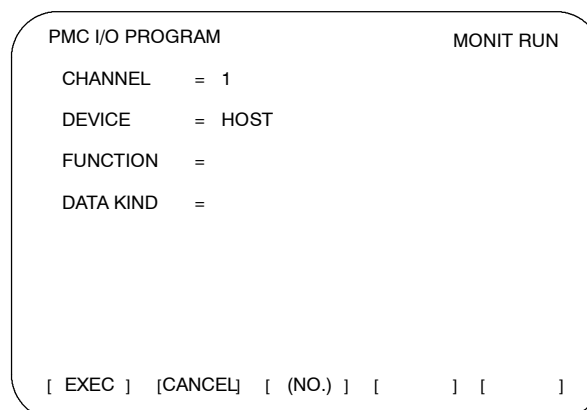 PMC I/O PROGRAM MONIT RUN
CHANNEL = 1
DEVICE = HOST
FUNCTION =
DATA KIND =
[ EXEC ] [CANCEL] [ (NO.) ] [ ] [ ]